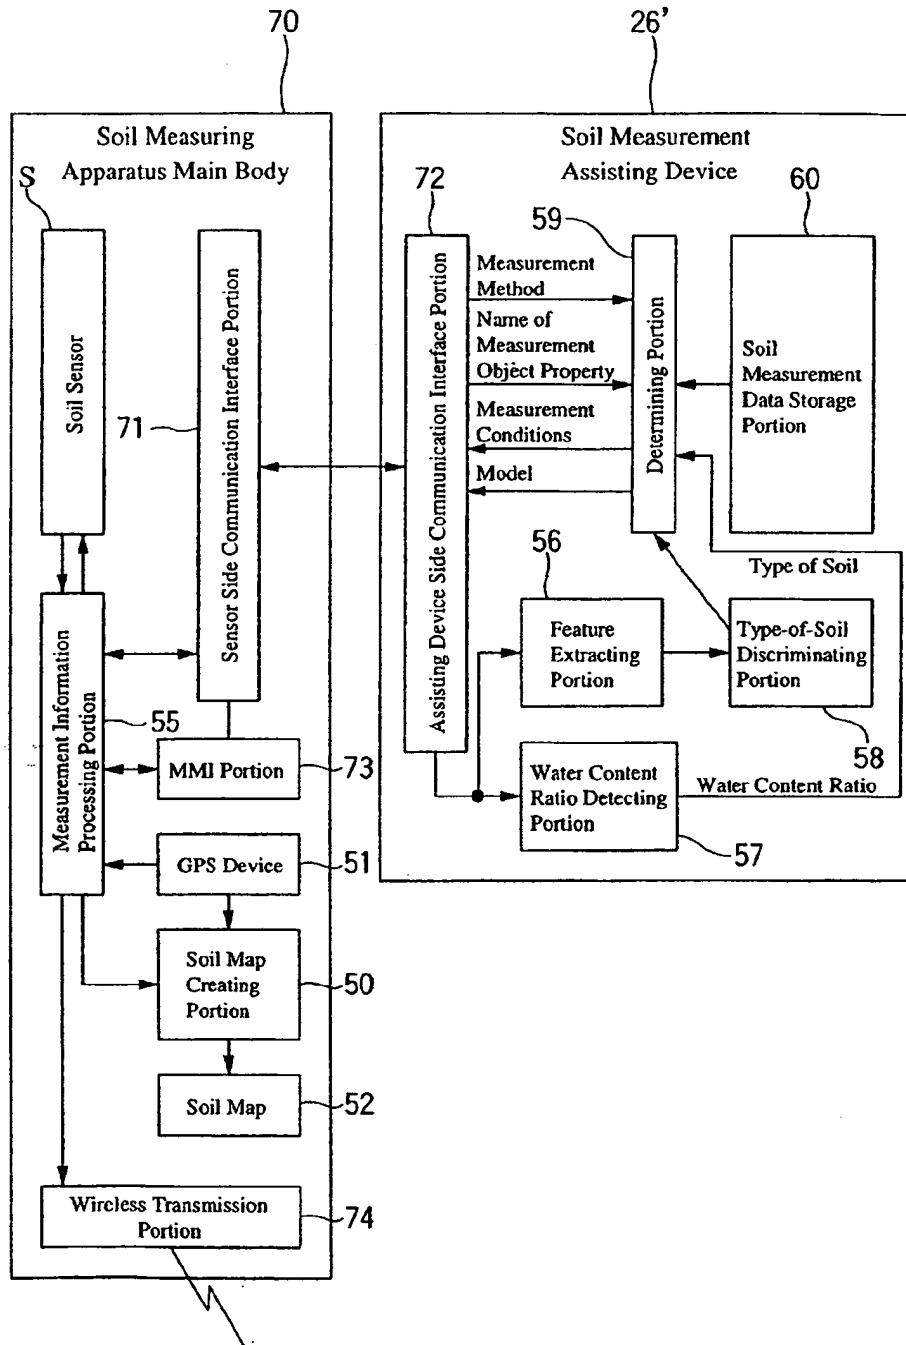 70
26'
Soil Measuring
Apparatus Main Body
S
Soil Sensor
71
Sensor Side Communication Interface Portion
Measurement Information
Processing Portion
55
MMI Portion
73
GPS Device
51
Soil Map
Creating
Portion
50
Soil Map
52
Wireless Transmission
Portion
74
Soil Measurement
Assisting Device
72
59
60
Assisting Device Side Communication Interface Portion
Measurement
Method
Name of
Measurement
Object Property
Measurement
Conditions
Model
Determining Portion
Soil
Measurement
Data Storage
Portion
Type of Soil
56
Feature
Extracting
Portion
Type-of-Soil
Discriminating
Portion
58
Water Content
Ratio Detecting
Portion
Water Content Ratio
57